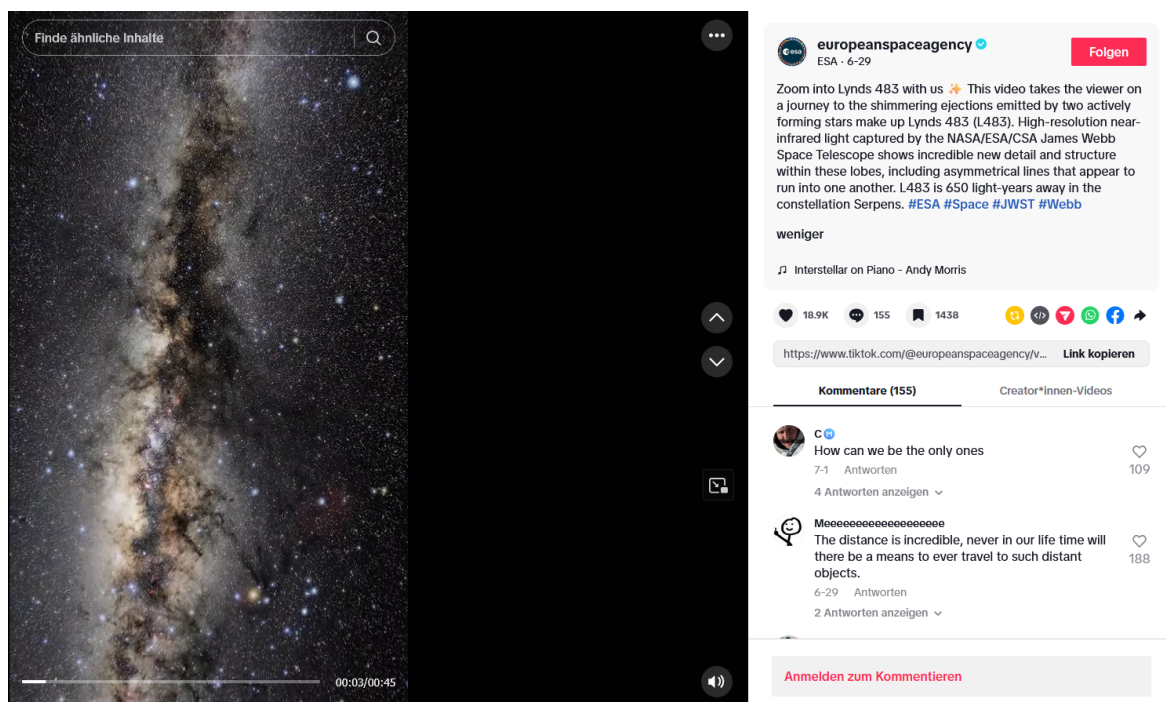 Finde ähnliche Inhalte
00:03/00:45
esa
europeanspaceagency
ESA · 6-29
Folgen
Zoom into Lynds 483 with us ✨ This video takes the viewer on
a journey to the shimmering ejections emitted by two actively
forming stars make up Lynds 483 (L483). High-resolution near-
infrared light captured by the NASA/ESA/CSA James Webb
Space Telescope shows incredible new detail and structure
within these lobes, including asymmetrical lines that appear to
run into one another. L483 is 650 light-years away in the
constellation Serpens. #ESA #Space #JWST #Webb
weniger
♫ Interstellar on Piano - Andy Morris
18.9K 155 1438
https://www.tiktok.com/@europeanspaceagency/v... Link kopieren
Kommentare (155) Creator*innen-Videos
C
How can we be the only ones
7-1 Antworten
109
4 Antworten anzeigen
Meeeeeeeeeeeeeeeeeee
The distance is incredible, never in our life time will
there be a means to ever travel to such distant
objects.
188
6-29 Antworten
2 Antworten anzeigen
Anmelden zum Kommentieren